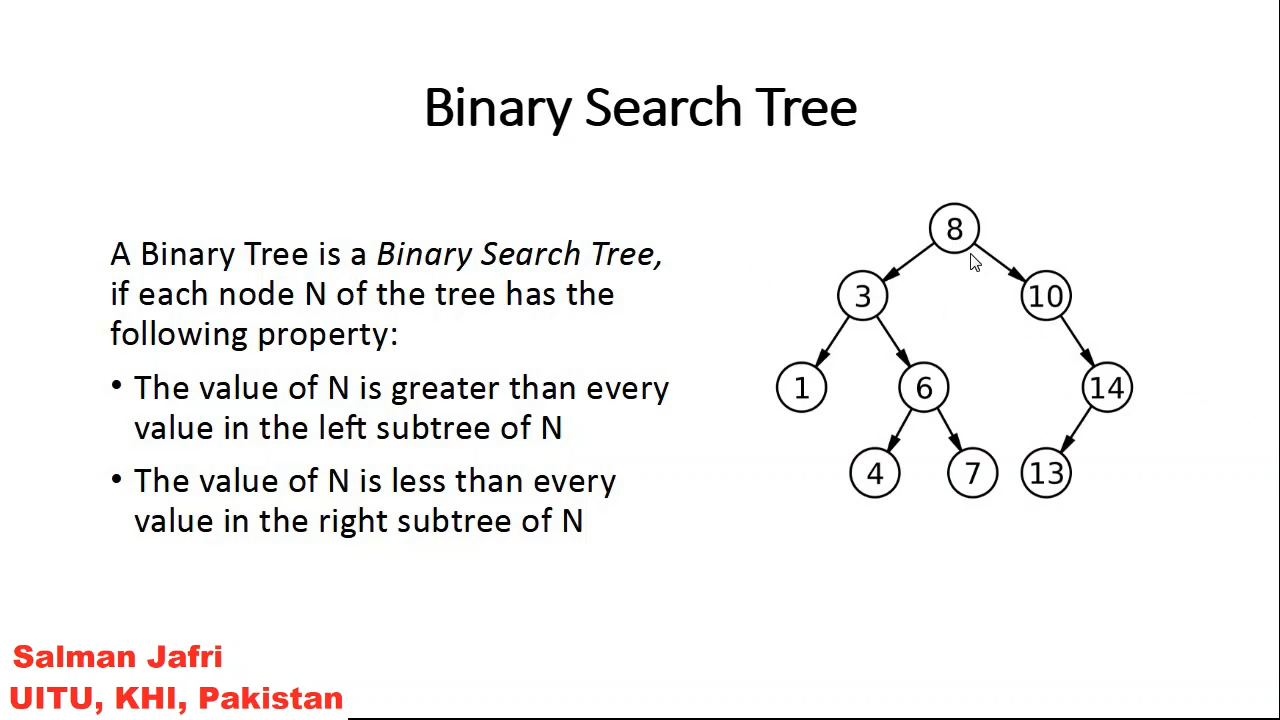 Binary Search Tree
A Binary Tree is a Binary Search Tree,
if each node N of the tree has the
following property:
• The value of N is greater than every
value in the left subtree of N
• The value of N is less than every
value in the right subtree of N
8
3 10
1 6 14
4 7 13
Salman Jafri
UITU, KHI, Pakistan